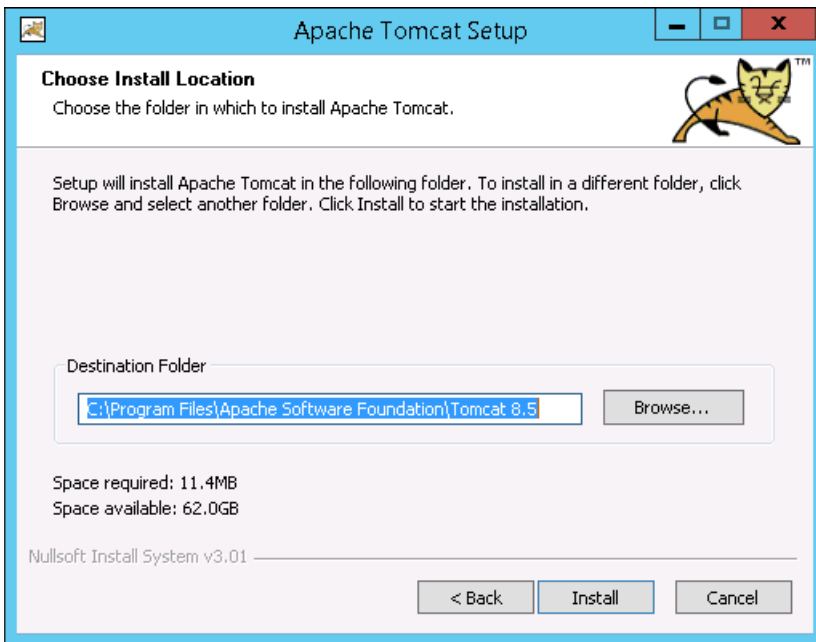 Apache Tomcat Setup
Choose Install Location
Choose the folder in which to install Apache Tomcat.
TM
Setup will install Apache Tomcat in the following folder. To install in a different folder, click
Browse and select another folder. Click Install to start the installation.
Destination Folder
C:\Program Files\Apache Software Foundation\Tomcat 8.5
Browse...
Space required: 11.4MB
Space available: 62.0GB
Nullsoft Install System v3.01
< Back
Install
Cancel